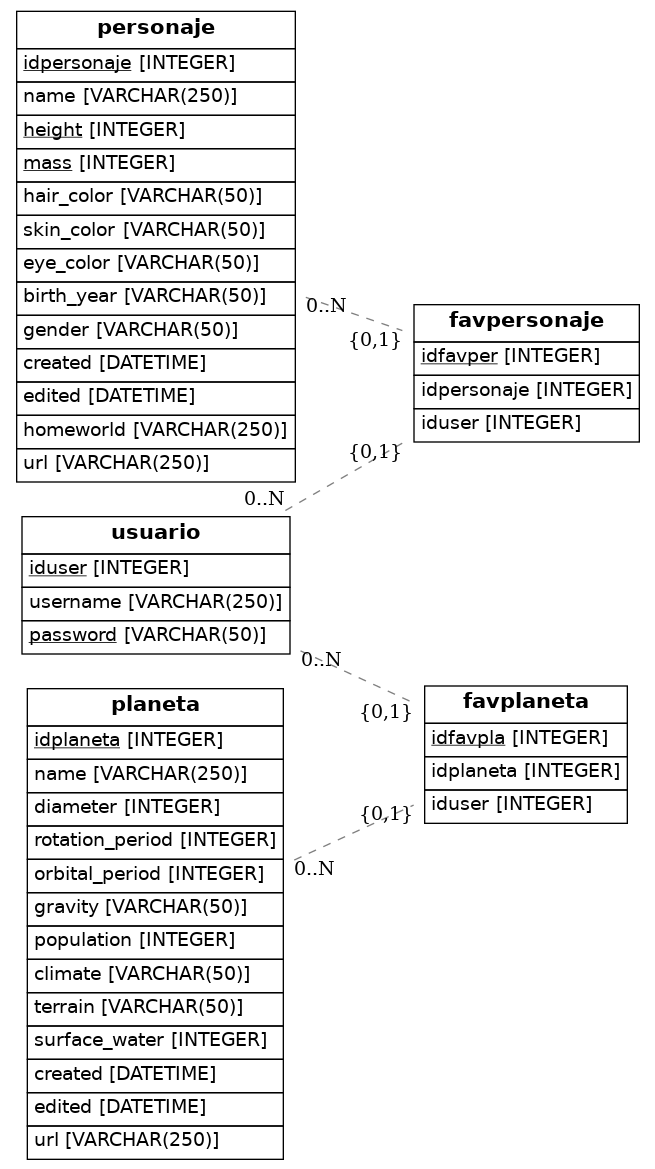 personaje
idpersonaje [INTEGER]
name [VARCHAR(250)]
height [INTEGER]
mass [INTEGER]
hair_color [VARCHAR(50)]
skin_color [VARCHAR(50)]
eye_color [VARCHAR(50)]
birth_year [VARCHAR(50)]
gender [VARCHAR(50)]
created [DATETIME]
edited [DATETIME]
homeworld [VARCHAR(250)]
url [VARCHAR(250)]
0..N
{0,1}
favpersonaje
idfavper [INTEGER]
idpersonaje [INTEGER]
iduser [INTEGER]
{0,1}
0..N
usuario
iduser [INTEGER]
username [VARCHAR(250)]
password [VARCHAR(50)]
0..N
{0,1}
favplaneta
idfavpla [INTEGER]
idplaneta [INTEGER]
iduser [INTEGER]
{0,1}
0..N
planeta
idplaneta [INTEGER]
name [VARCHAR(250)]
diameter [INTEGER]
rotation_period [INTEGER]
orbital_period [INTEGER]
gravity [VARCHAR(50)]
population [INTEGER]
climate [VARCHAR(50)]
terrain [VARCHAR(50)]
surface_water [INTEGER]
created [DATETIME]
edited [DATETIME]
url [VARCHAR(250)]